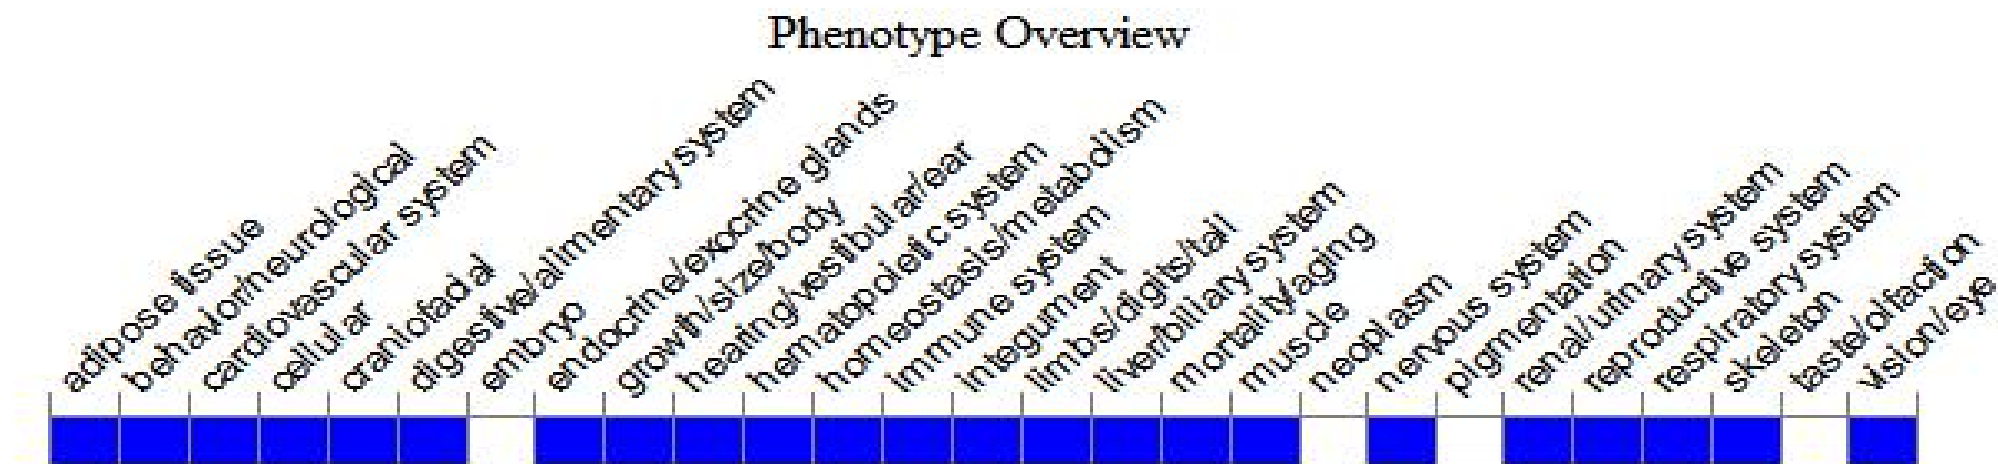 Phenotype Overview
adipose tissue
behavior/neurological
cardiovascular system
cellular
craniofacial
digestive/alimentary system
embryo
endocrine/exocrine glands
growth/size/body
hearing/vestibular/ear
hematopoietic system
homeostasis/metabolism
immune system
integument
limbs/digits/tail
liver/biliary system
mortality/aging
muscle
neoplasm
nervous system
pigmentation
renal/urinary system
reproductive system
respiratory system
skeleton
taste/olfaction
vision/eye